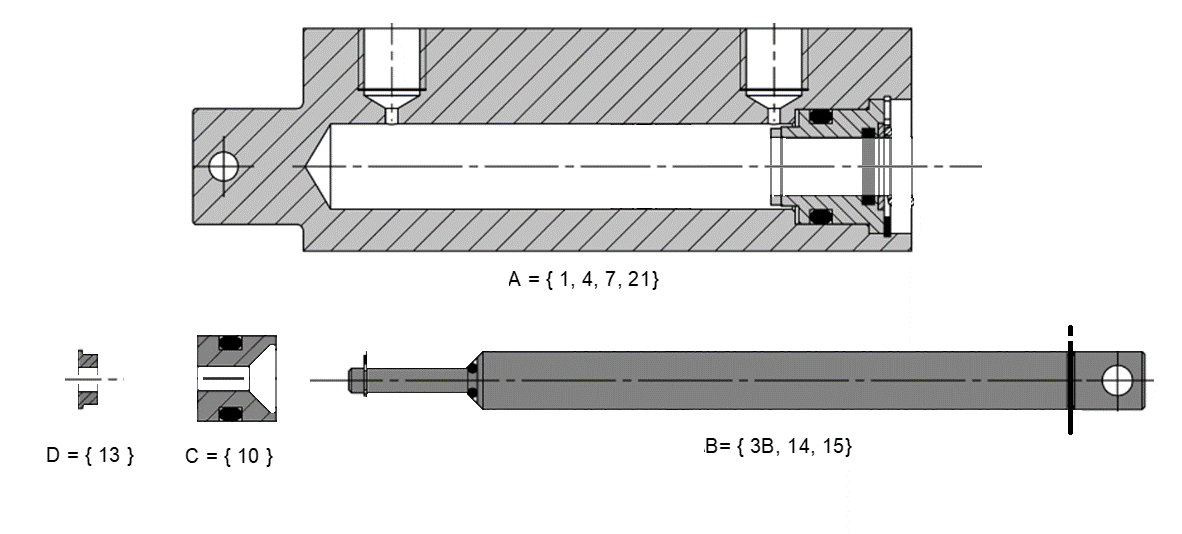 A = { 1, 4, 7, 21}
D = { 13 }
C = { 10 }
B= { 3B, 14, 15}